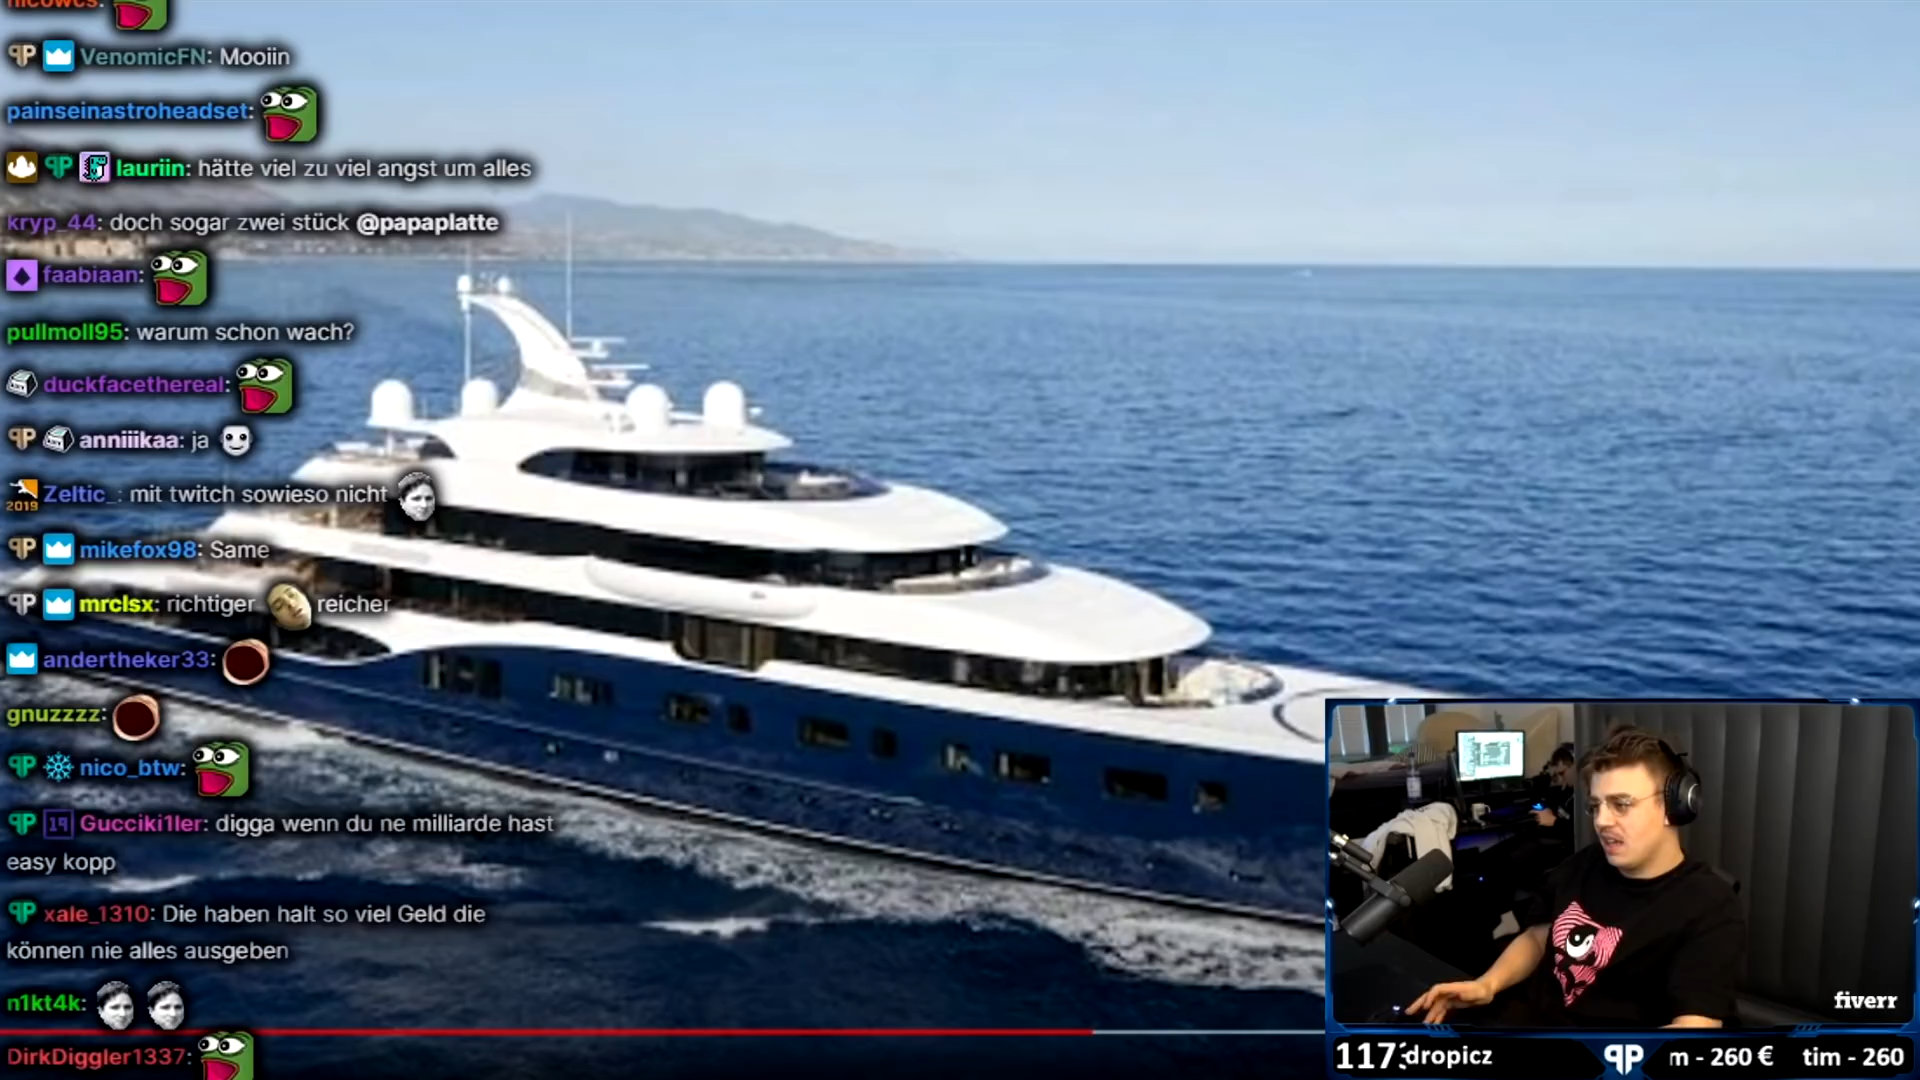 nicowcs:
VenomicFN: Mooiin
painseinastroheadset:
lauriin: hätte viel zu viel angst um alles
kryp_44: doch sogar zwei stück @papaplatte
faabiaan:
pullmoll95: warum schon wach?
duckfacethereal:
anniiikaa: ja
2019 Zeltic_: mit twitch sowieso nicht
mikefox98: Same
mrclsx: richtiger reicher
andertheker33:
gnuzzzz:
nico_btw:
19 Gucciki1ler: digga wenn du ne milliarde hast
easy kopp
xale_1310: Die haben halt so viel Geld die
können nie alles ausgeben
n1kt4k:
DirkDiggler1337:
fiverr
117 dropicz m - 260 € tim - 260